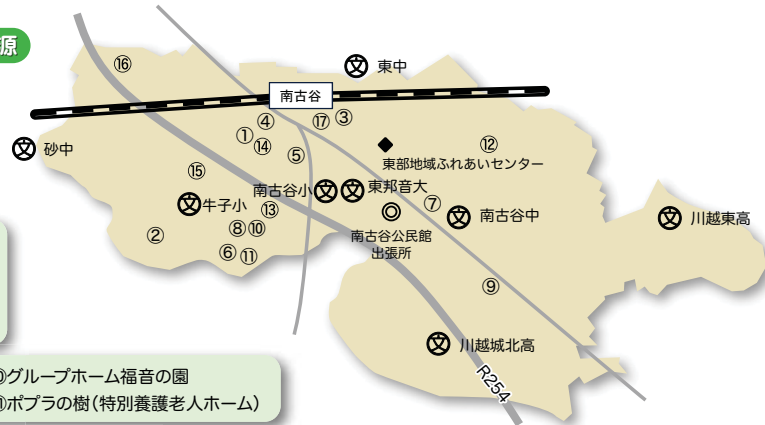 源
⑯
東中
南古谷
④
⑰
③
①
⑭
⑤
⑫
砂中
東部地域ふれあいセンター
⑮
牛子小
南古谷小
東邦音大
⑬
⑦
南古谷中
川越東高
②
⑧
⑩
南古谷公民館
出張所
⑥
⑪
⑨
川越城北高
R254
グループホーム福音の園
ポプラの樹(特別養護老人ホーム)